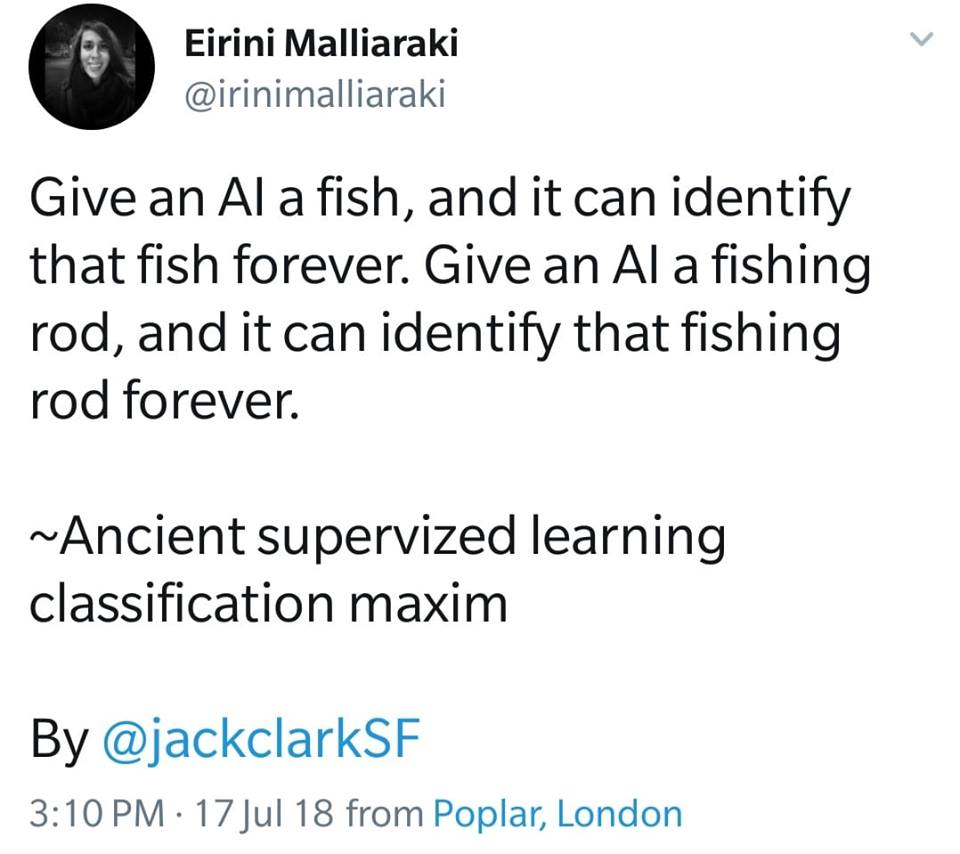 Eirini Malliaraki
@irinimalliaraki
Give an AI a fish, and it can identify
that fish forever. Give an AI a fishing
rod, and it can identify that fishing
rod forever.
~Ancient supervized learning
classification maxim
By @jackclarkSF
3:10 PM · 17 Jul 18 from Poplar, London